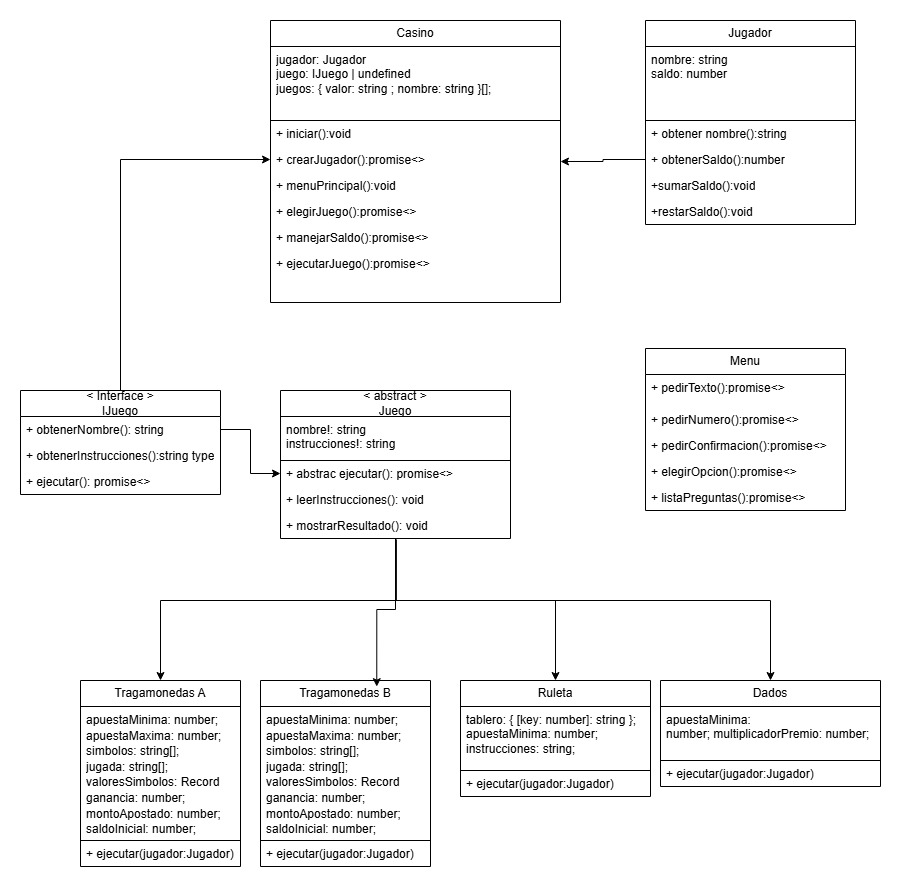 Casino
jugador: Jugador
juego: IJuego | undefined
juegos: { valor: string ; nombre: string }[];
+ iniciar():void
+ crearJugador():promise<>
+ menuPrincipal():void
+ elegirJuego():promise<>
+ manejarSaldo():promise<>
+ ejecutarJuego():promise<>
Jugador
nombre: string
saldo: number
+ obtener nombre():string
+ obtenerSaldo():number
+sumarSaldo():void
+restarSaldo():void
Menu
+ pedirTexto():promise<>
+ pedirNumero():promise<>
+ pedirConfirmacion():promise<>
+ elegirOpcion():promise<>
+ listaPreguntas():promise<>
< Interface >
IJuego
+ obtenerNombre(): string
+ obtenerInstrucciones():string type
+ ejecutar(): promise<>
< abstract >
Juego
nombre!: string
instrucciones!: string
+ abstrac ejecutar(): promise<>
+ leerInstrucciones(): void
+ mostrarResultado(): void
Tragamonedas A
apuestaMinima: number;
apuestaMaxima: number;
simbolos: string[];
jugada: string[];
valoresSimbolos: Record
ganancia: number;
montoApostado: number;
saldoInicial: number;
+ ejecutar(jugador:Jugador)
Tragamonedas B
apuestaMinima: number;
apuestaMaxima: number;
simbolos: string[];
jugada: string[];
valoresSimbolos: Record
ganancia: number;
montoApostado: number;
saldoInicial: number;
+ ejecutar(jugador:Jugador)
Ruleta
tablero: { [key: number]: string };
apuestaMinima: number;
instrucciones: string;
+ ejecutar(jugador:Jugador)
Dados
apuestaMinima:
number; multiplicadorPremio: number;
+ ejecutar(jugador:Jugador)